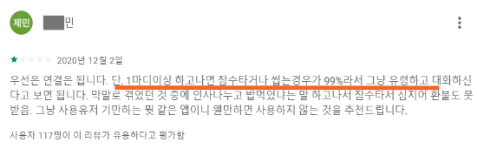 제민 민
2020년 12월 2일
우선은 연결은 됩니다. 단, 1마디이상 하고나면 잠수타거나 씹는경우가 99%라서 그냥 유령하고 대화하신
다고 보면 됩니다. 막말로 겪었던 것 중에 인사나누고 밥먹었냐는 말 하고나서 잠수타서 심지어 환불도 못
받음. 그냥 사용유저 기만하는 뭣 같은 앱이니 웬만하면 사용하지 않는 것을 추천드립니다.
사용자 117명이 이 리뷰가 유용하다고 평가함